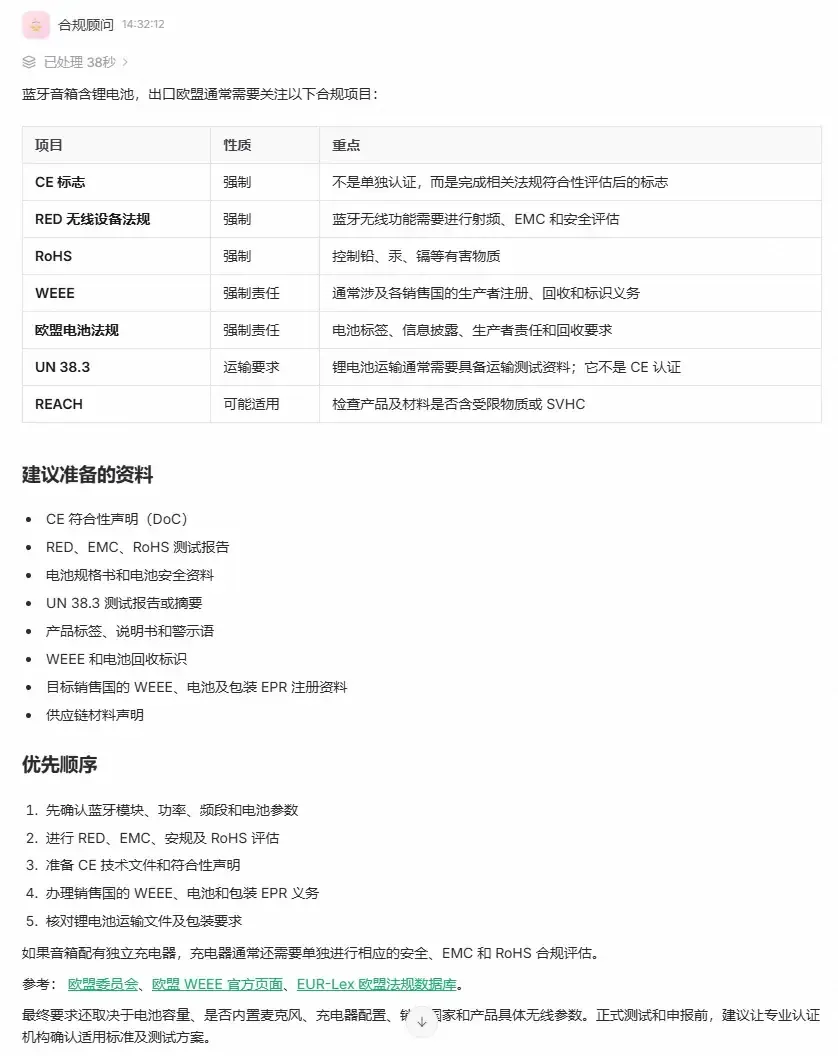 合规顾问 14:32:12
已处理 38秒
蓝牙音箱含锂电池，出口欧盟通常需要关注以下合规项目：
项目 性质 重点
CE 标志 强制 不是单独认证，而是完成相关法规符合性评估后的标志
RED 无线设备法规 强制 蓝牙无线功能需要进行射频、EMC 和安全评估
RoHS 强制 控制铅、汞、镉等有害物质
WEEE 强制责任 通常涉及各销售国的生产者注册、回收和标识义务
欧盟电池法规 强制责任 电池标签、信息披露、生产者责任和回收要求
UN 38.3 运输要求 锂电池运输通常需要具备运输测试资料；它不是 CE 认证
REACH 可能适用 检查产品及材料是否含受限物质或 SVHC
建议准备的资料
CE 符合性声明（DoC）
RED、EMC、RoHS 测试报告
电池规格书和电池安全资料
UN 38.3 测试报告或摘要
产品标签、说明书和警示语
WEEE 和电池回收标识
目标销售国的 WEEE、电池及包装 EPR 注册资料
供应链材料声明
优先顺序
1. 先确认蓝牙模块、功率、频段和电池参数
2. 进行 RED、EMC、安规及 RoHS 评估
3. 准备 CE 技术文件和符合性声明
4. 办理销售国的 WEEE、电池和包装 EPR 义务
5. 核对锂电池运输文件及包装要求
如果音箱配有独立充电器，充电器通常还需要单独进行相应的安全、EMC 和 RoHS 合规评估。
参考： 欧盟委员会、欧盟 WEEE 官方页面、EUR-Lex 欧盟法规数据库。
最终要求还取决于电池容量、是否内置麦克风、充电器配置、国家和产品具体无线参数。正式测试和申报前，建议让专业认证
机构确认适用标准及测试方案。